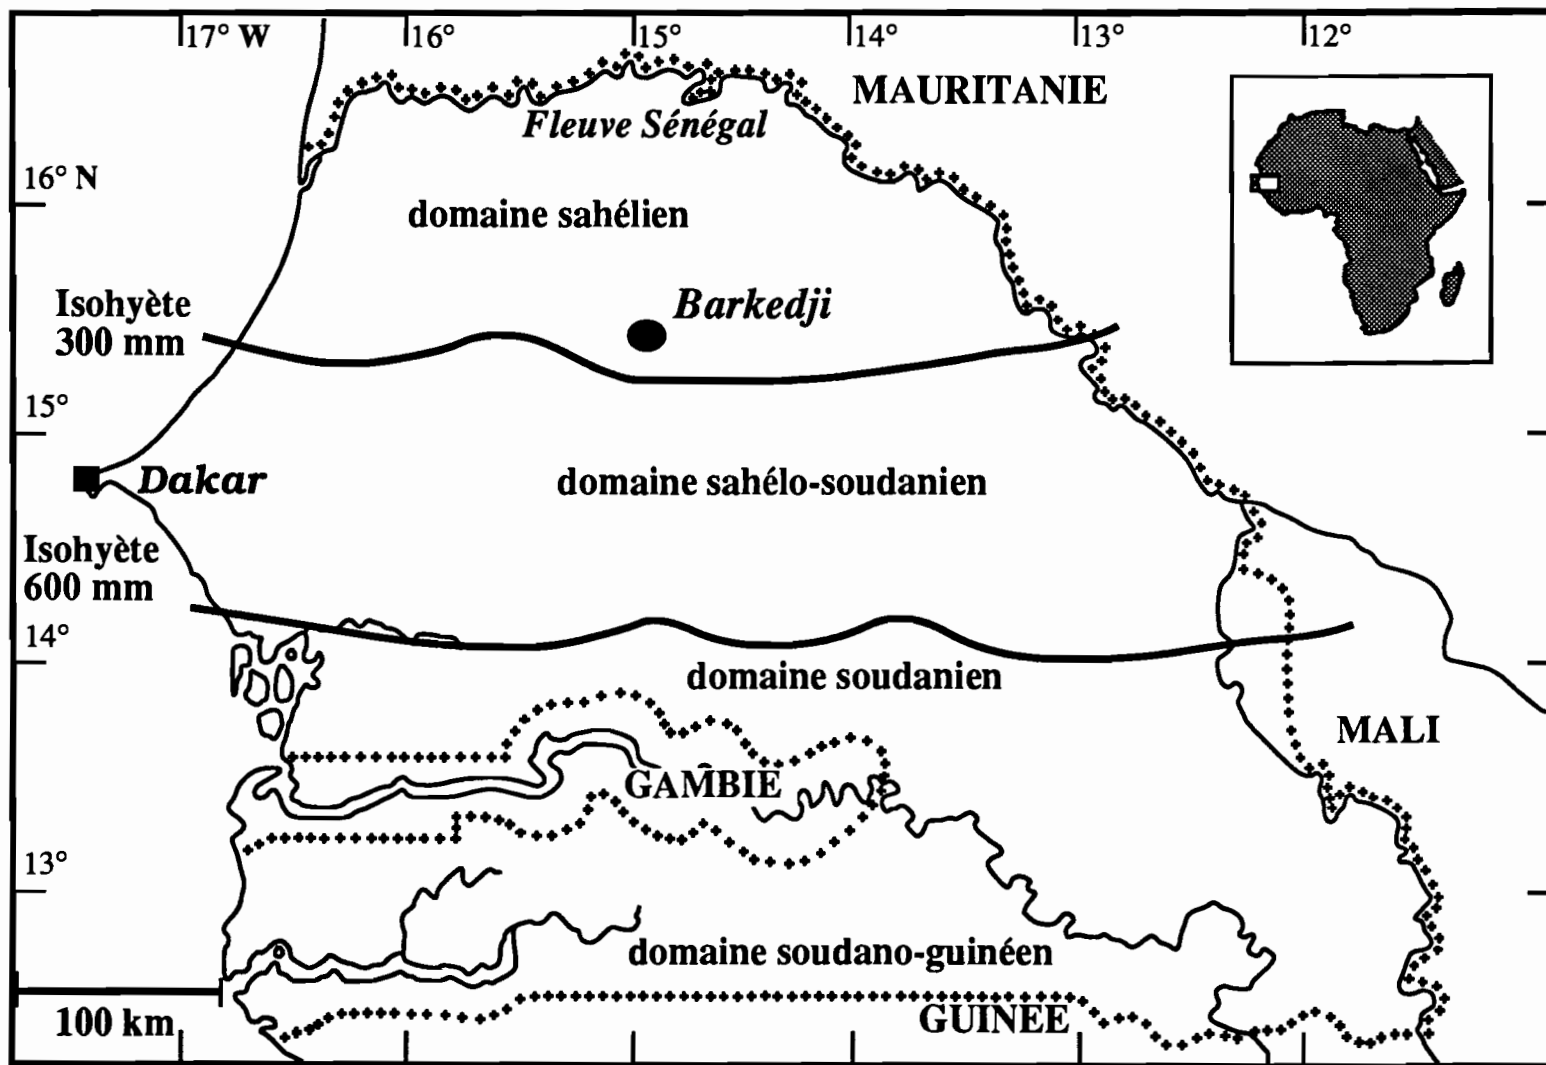 17° W
16°
15°
14°
13°
12°
MAURITANIE
Fleuve Sénégal
16° N
domaine sahélien
Isohyète
300 mm
Barkedji
15°
Dakar
domaine sahélo-soudanien
Isohyète
600 mm
14°
domaine soudanien
MALI
GAMBIE
13°
domaine soudano-guinéen
100 km
GUINEE